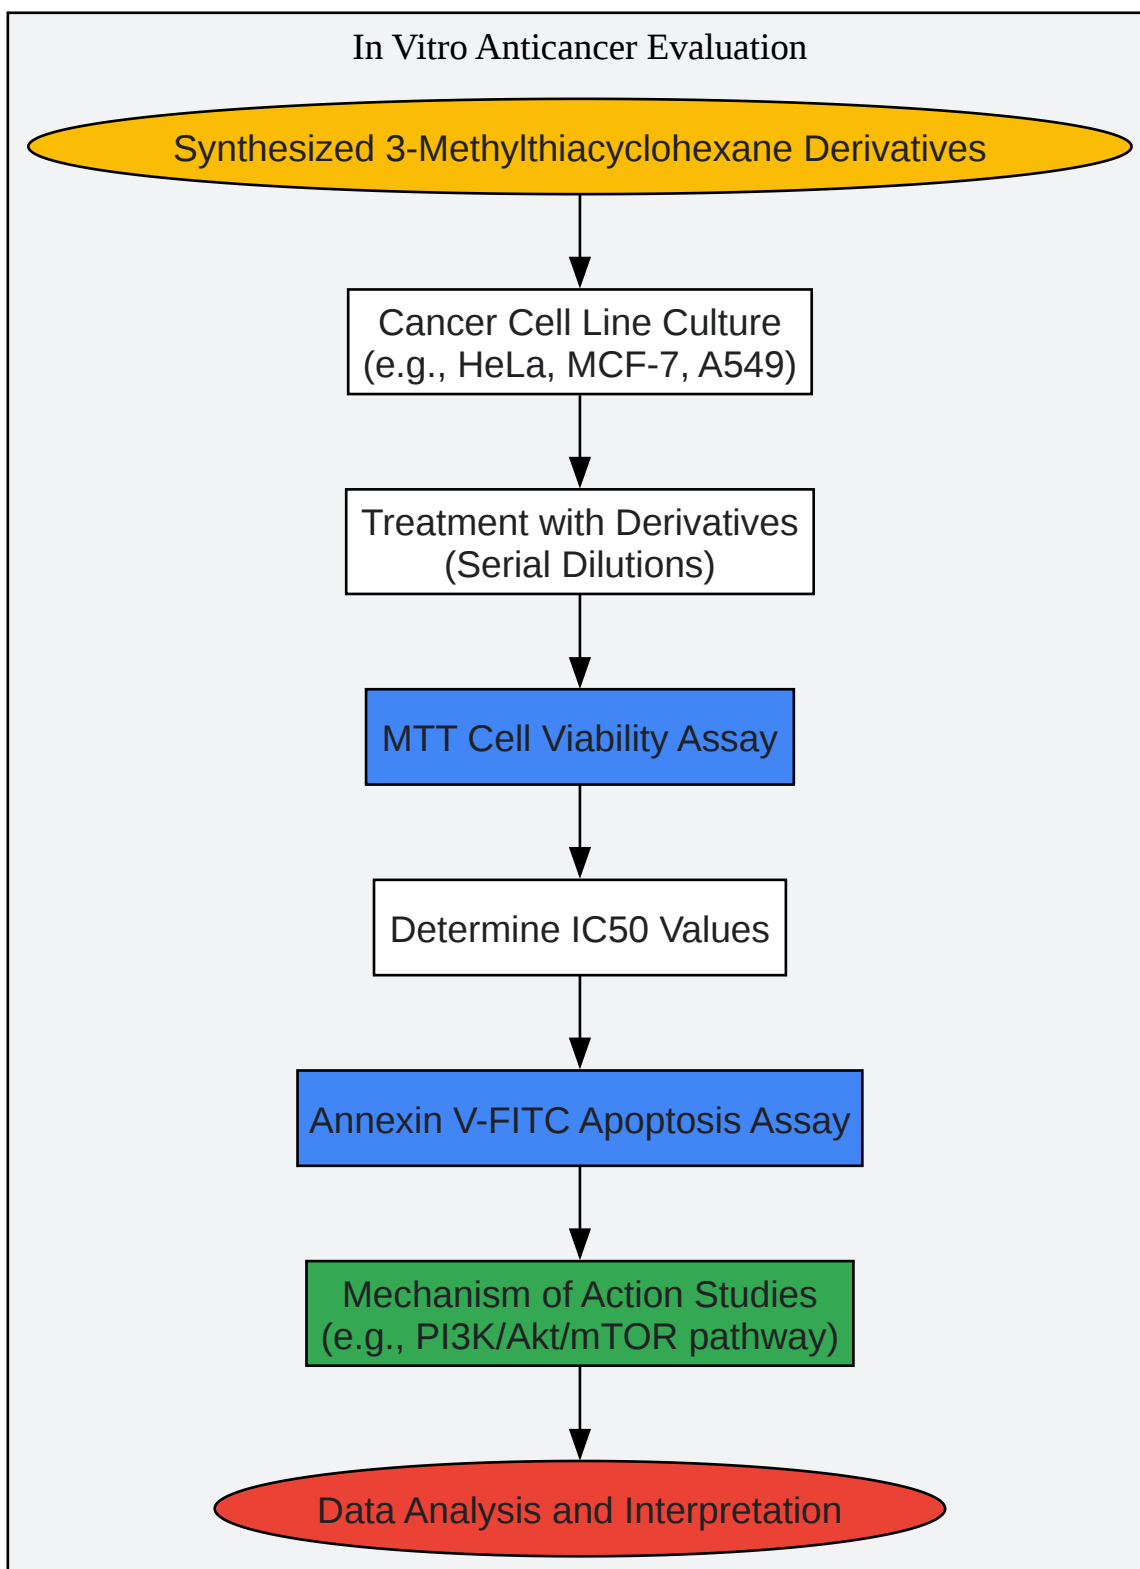 In Vitro Anticancer Evaluation
Synthesized 3-Methylthiacyclohexane Derivatives
Cancer Cell Line Culture
(e.g., HeLa, MCF-7, A549)
Treatment with Derivatives
(Serial Dilutions)
MTT Cell Viability Assay
Determine IC50 Values
Annexin V-FITC Apoptosis Assay
Mechanism of Action Studies
(e.g., PI3K/Akt/mTOR pathway)
Data Analysis and Interpretation